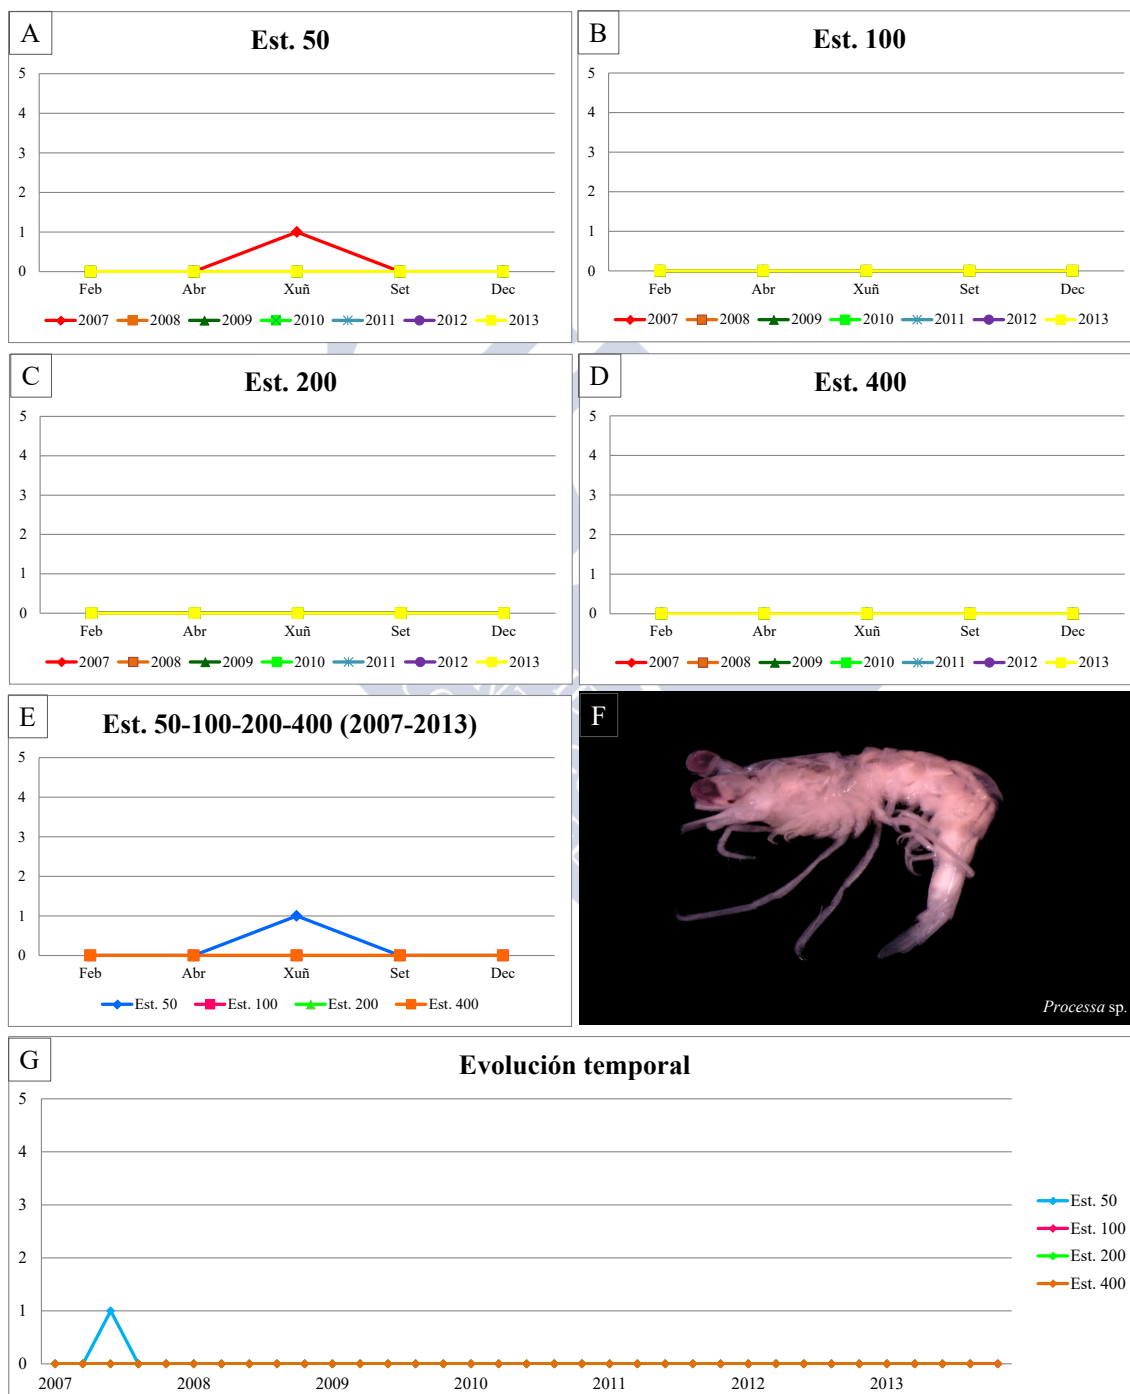 A
Est. 50
5
4
3
2
1
0
Feb Abr Xuñ Set Dec
2007 2008 2009 2010 2011 2012 2013
B
Est. 100
5
4
3
2
1
0
Feb Abr Xuñ Set Dec
2007 2008 2009 2010 2011 2012 2013
C
Est. 200
5
4
3
2
1
0
Feb Abr Xuñ Set Dec
2007 2008 2009 2010 2011 2012 2013
D
Est. 400
5
4
3
2
1
0
Feb Abr Xuñ Set Dec
2007 2008 2009 2010 2011 2012 2013
E
Est. 50-100-200-400 (2007-2013)
5
4
3
2
1
0
Feb Abr Xuñ Set Dec
Est. 50 Est. 100 Est. 200 Est. 400
F
Processa sp.
G
Evolución temporal
5
4
3
2
1
0
2007 2008 2009 2010 2011 2012 2013
Est. 50
Est. 100
Est. 200
Est. 400